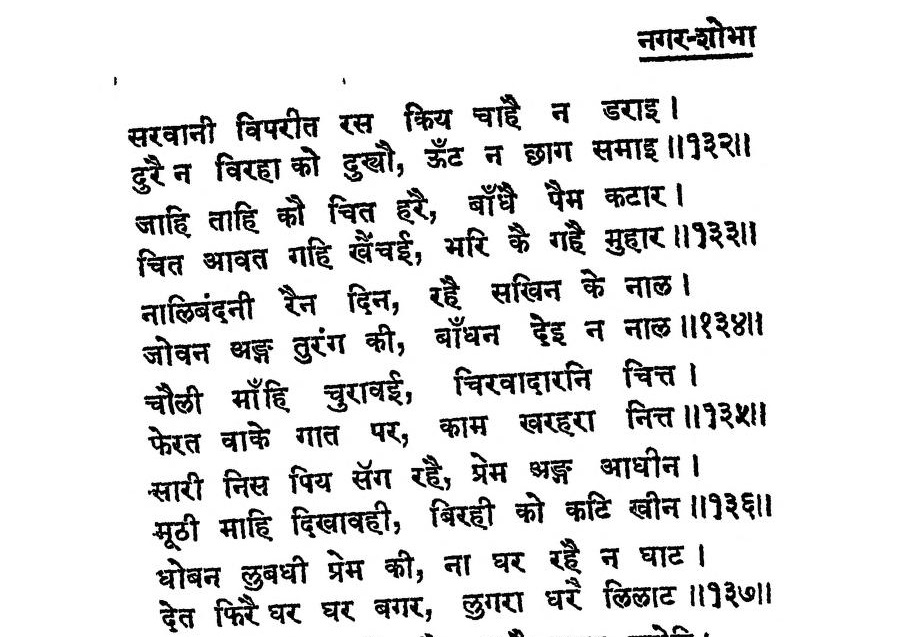 नगर-शोभा
सरवानी विपरीत रस किय चाहै न डराइ।
दुरै न विरहा को दुख्यौ, ऊँट न छाग समाइ॥१३२॥
जाहि ताहि कौ चित हरै, बाँधै पैम कटार।
चित आवत गहि खैंचई, भरि कै गहै मुहार॥१३३॥
नालिबंदनी रैन दिन, रहै सखिन के नाल।
जोवन अङ्ग तुरंग की, बाँधन देइ न नाल॥१३४॥
चौली माँहि चुरावई, चिरवादारनि चित्त।
फेरत वाके गात पर, काम खरहरा नित्त॥१३५॥
सारी निस पिय सँग रहै, प्रेम अङ्ग आधीन।
मूठी माहि दिखावही, बिरही को कटि खीन॥१३६॥
धोबन लुबधी प्रेम की, ना घर रहै न घाट।
देत फिरै घर घर बगर, लुगरा धरै लिलाट॥१३७॥